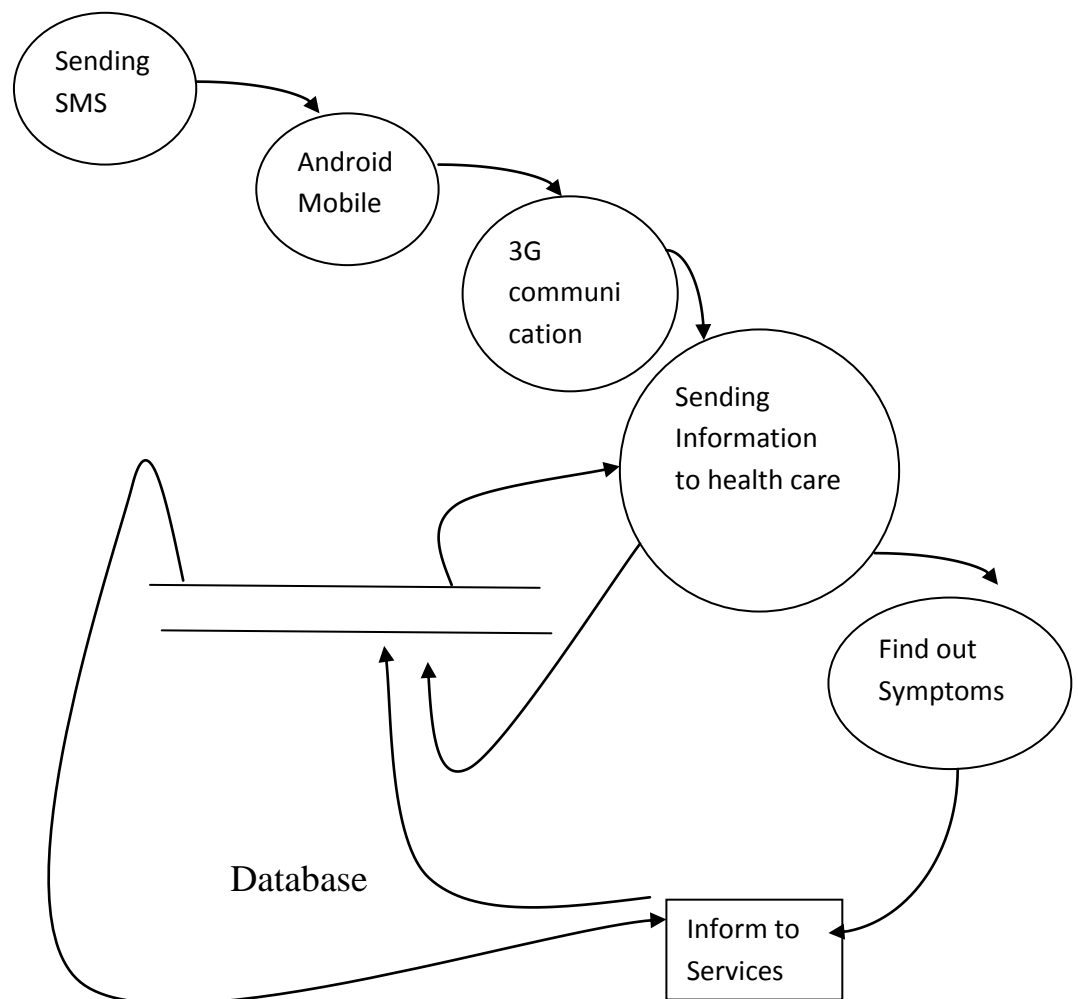 Sending
SMS
Android
Mobile
3G
communi
cation
Sending
Information
to health care
Find out
Symptoms
Database
Inform to
Services